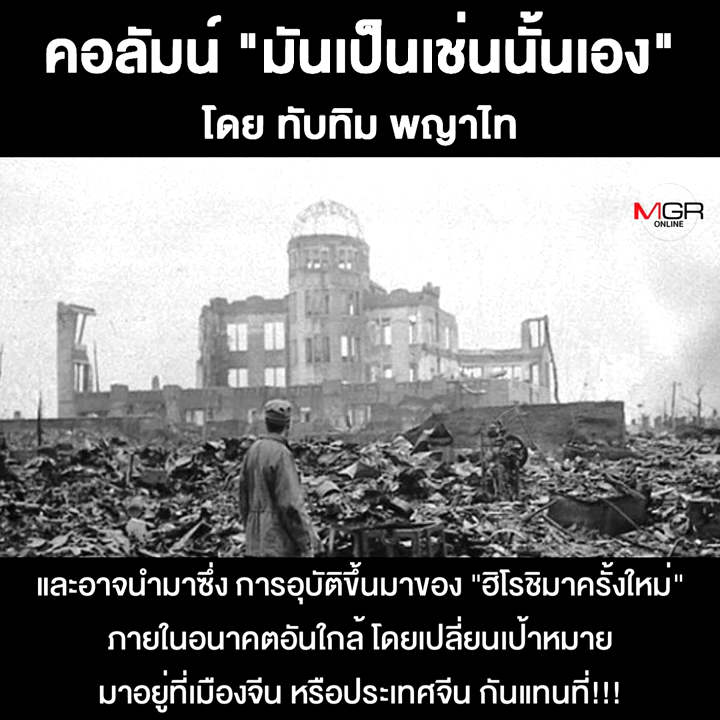 คอลัมน์ "มันเป็นเช่นนั้นเอง"
โดย ทับทิม พญาไท
MGR
ONLINE
และอาจนำมาซึ่ง การอุบัติขึ้นมาของ "ฮิโรชิมาครั้งใหม่"
ภายในอนาคตอันใกล้ โดยเปลี่ยนเป้าหมาย
มาอยู่ที่เมืองจีน หรือประเทศจีน กันแทนที่!!!